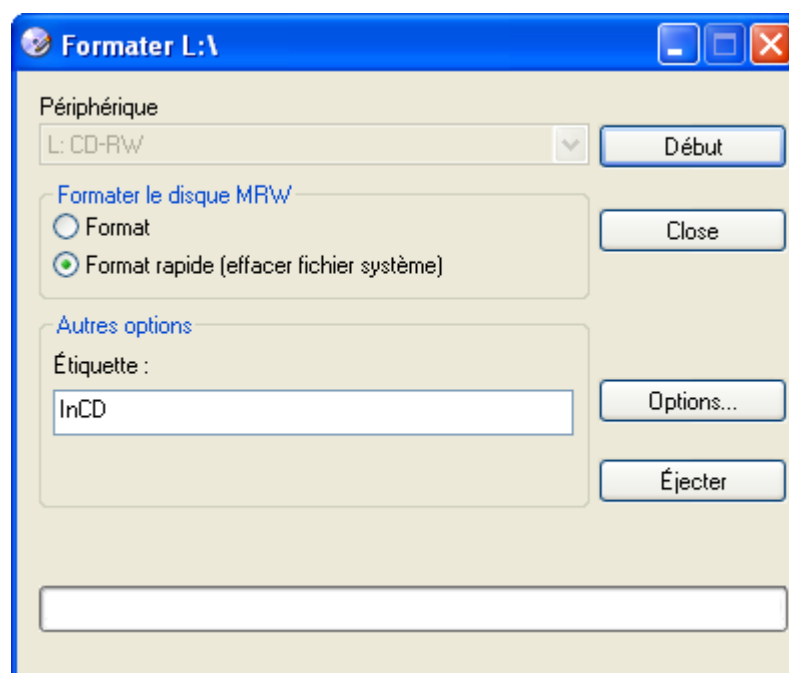 Formater L:\
Périphérique
L: CD-RW
Début
Formater le disque MRW
Format
Close
Format rapide (effacer fichier système)
Autres options
Étiquette :
InCD
Options...
Éjecter